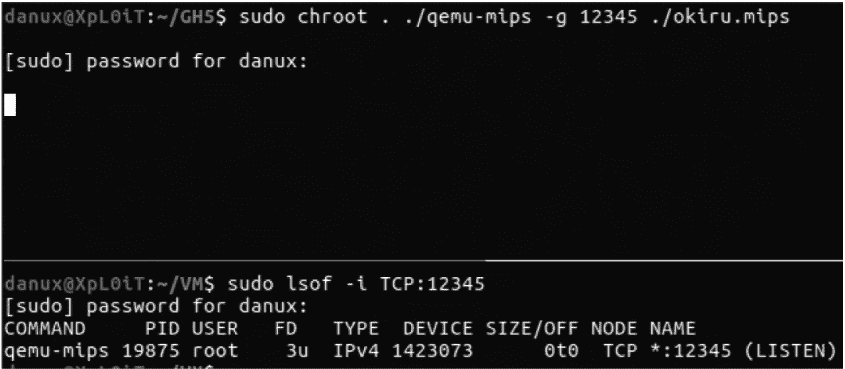 danux@XpL0iT:~/GH5$ sudo chroot . ./qemu-mips -g 12345 ./okiru.mips
[sudo] password for danux:
danux@XpL0iT:~/VM$ sudo lsof -i TCP:12345
[sudo] password for danux:
COMMAND PID USER FD TYPE DEVICE SIZE/OFF NODE NAME
qemu-mips 19875 root 3u IPv4 1423073 0t0 TCP *:12345 (LISTEN)